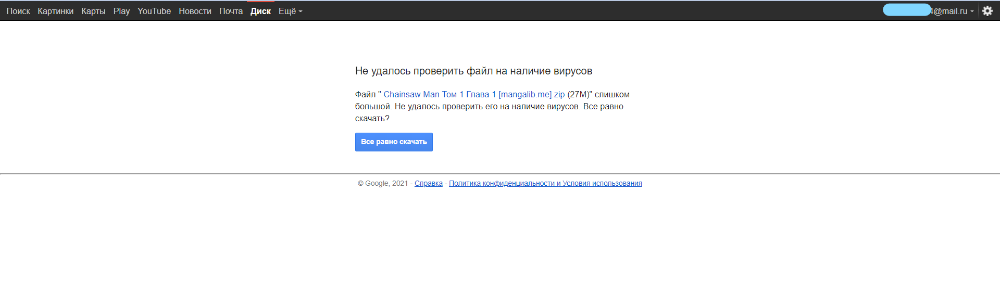 Поиск Картинки Карты Play YouTube Новости Почта Диск Ещё 4@mail.ru
Не удалось проверить файл на наличие вирусов
Файл " Chainsaw Man Том 1 Глава 1 [mangalib.me].zip (27M)" слишком
большой. Не удалось проверить его на наличие вирусов. Все равно
скачать?
Все равно скачать
© Google, 2021 - Справка - Политика конфиденциальности и Условия использования